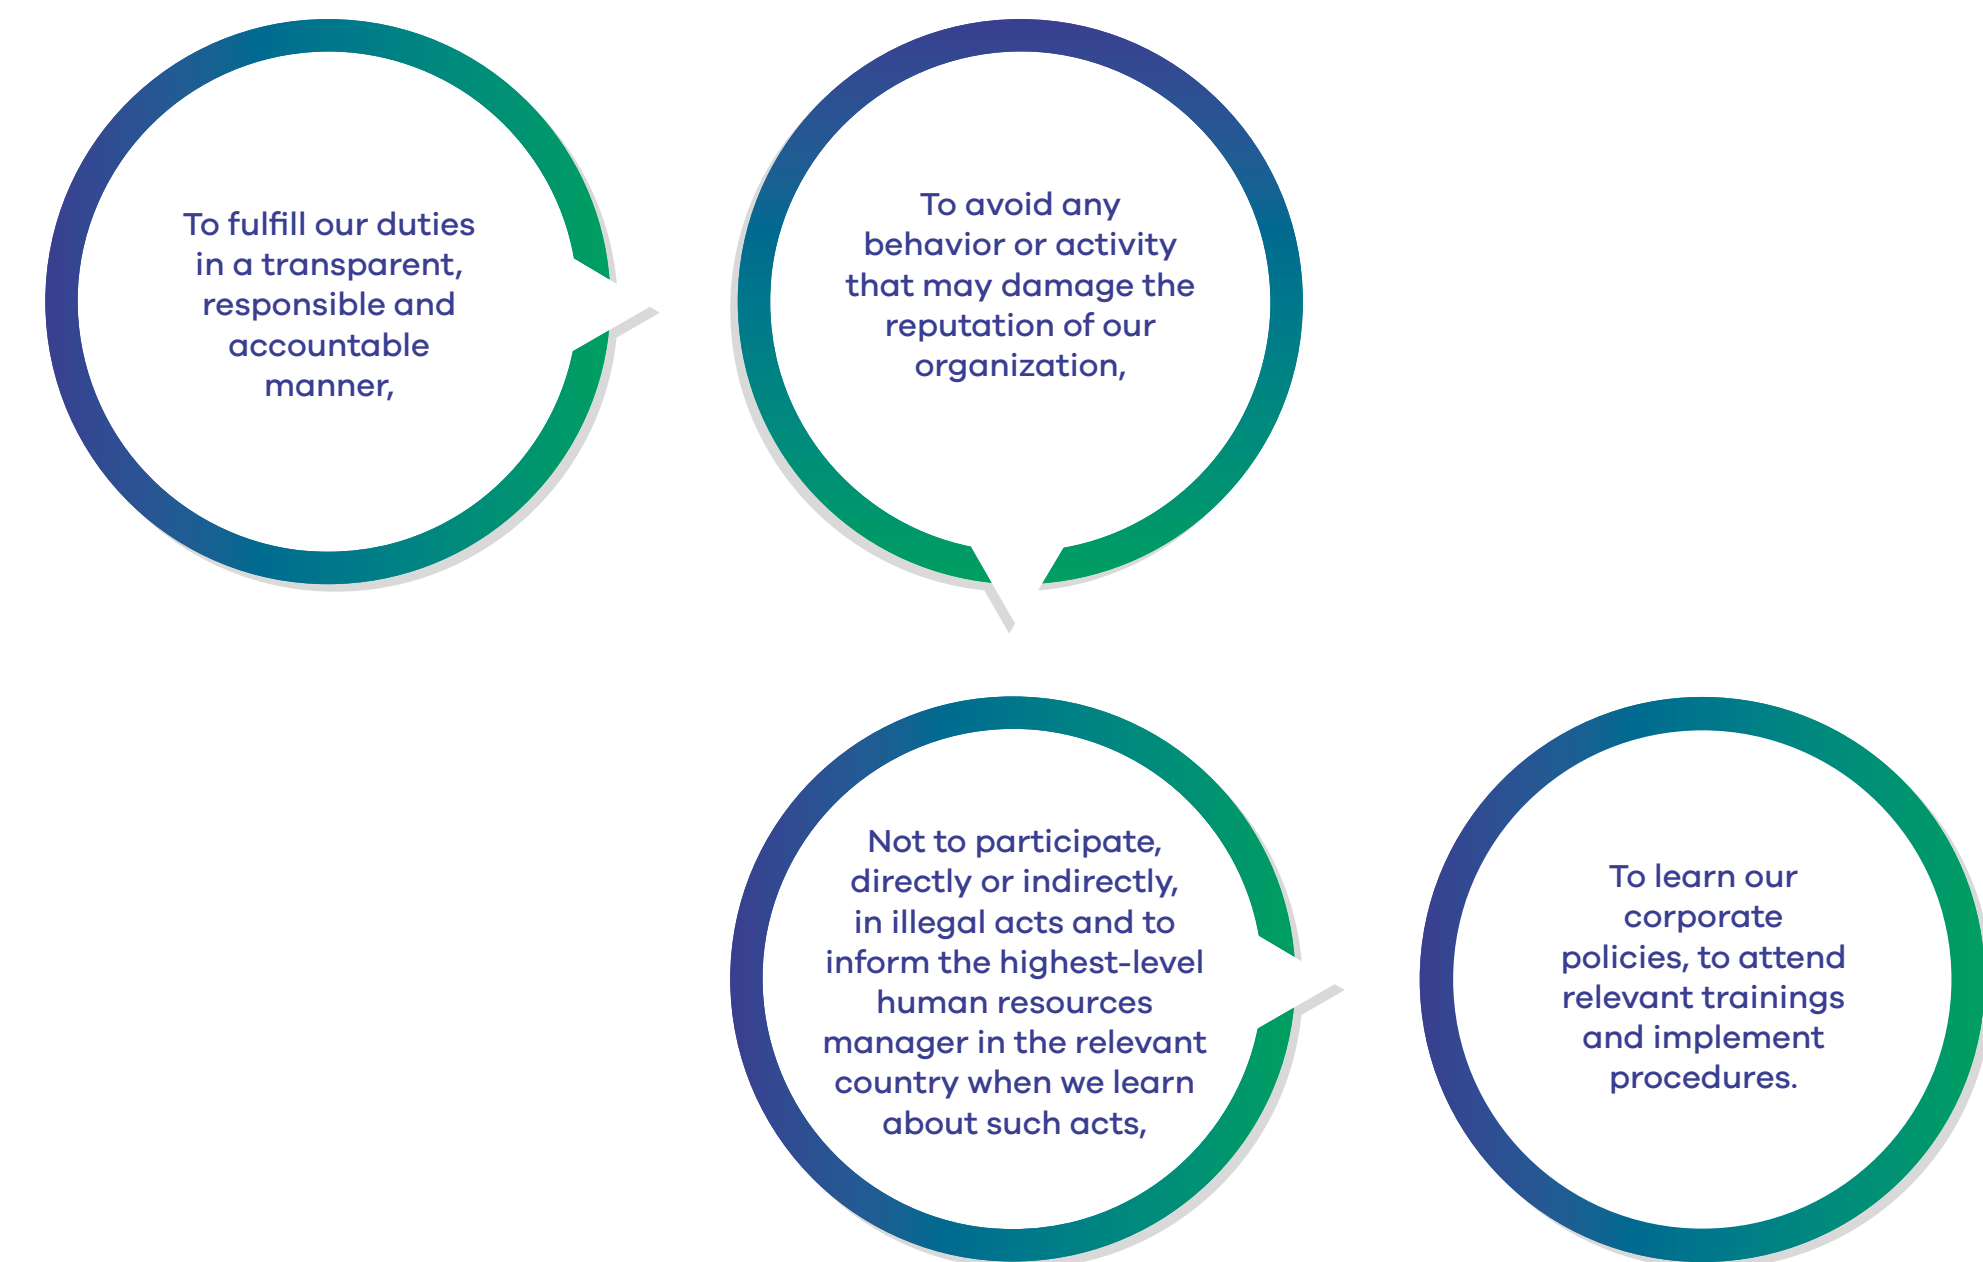 To fulfill our duties
in a transparent,
responsible and
accountable
manner,
To avoid any
behavior or activity
that may damage the
reputation of our
organization,
Not to participate,
directly or indirectly,
in illegal acts and to
inform the highest-level
human resources
manager in the relevant
country when we learn
about such acts,
To learn our
corporate
policies, to attend
relevant trainings
and implement
procedures.